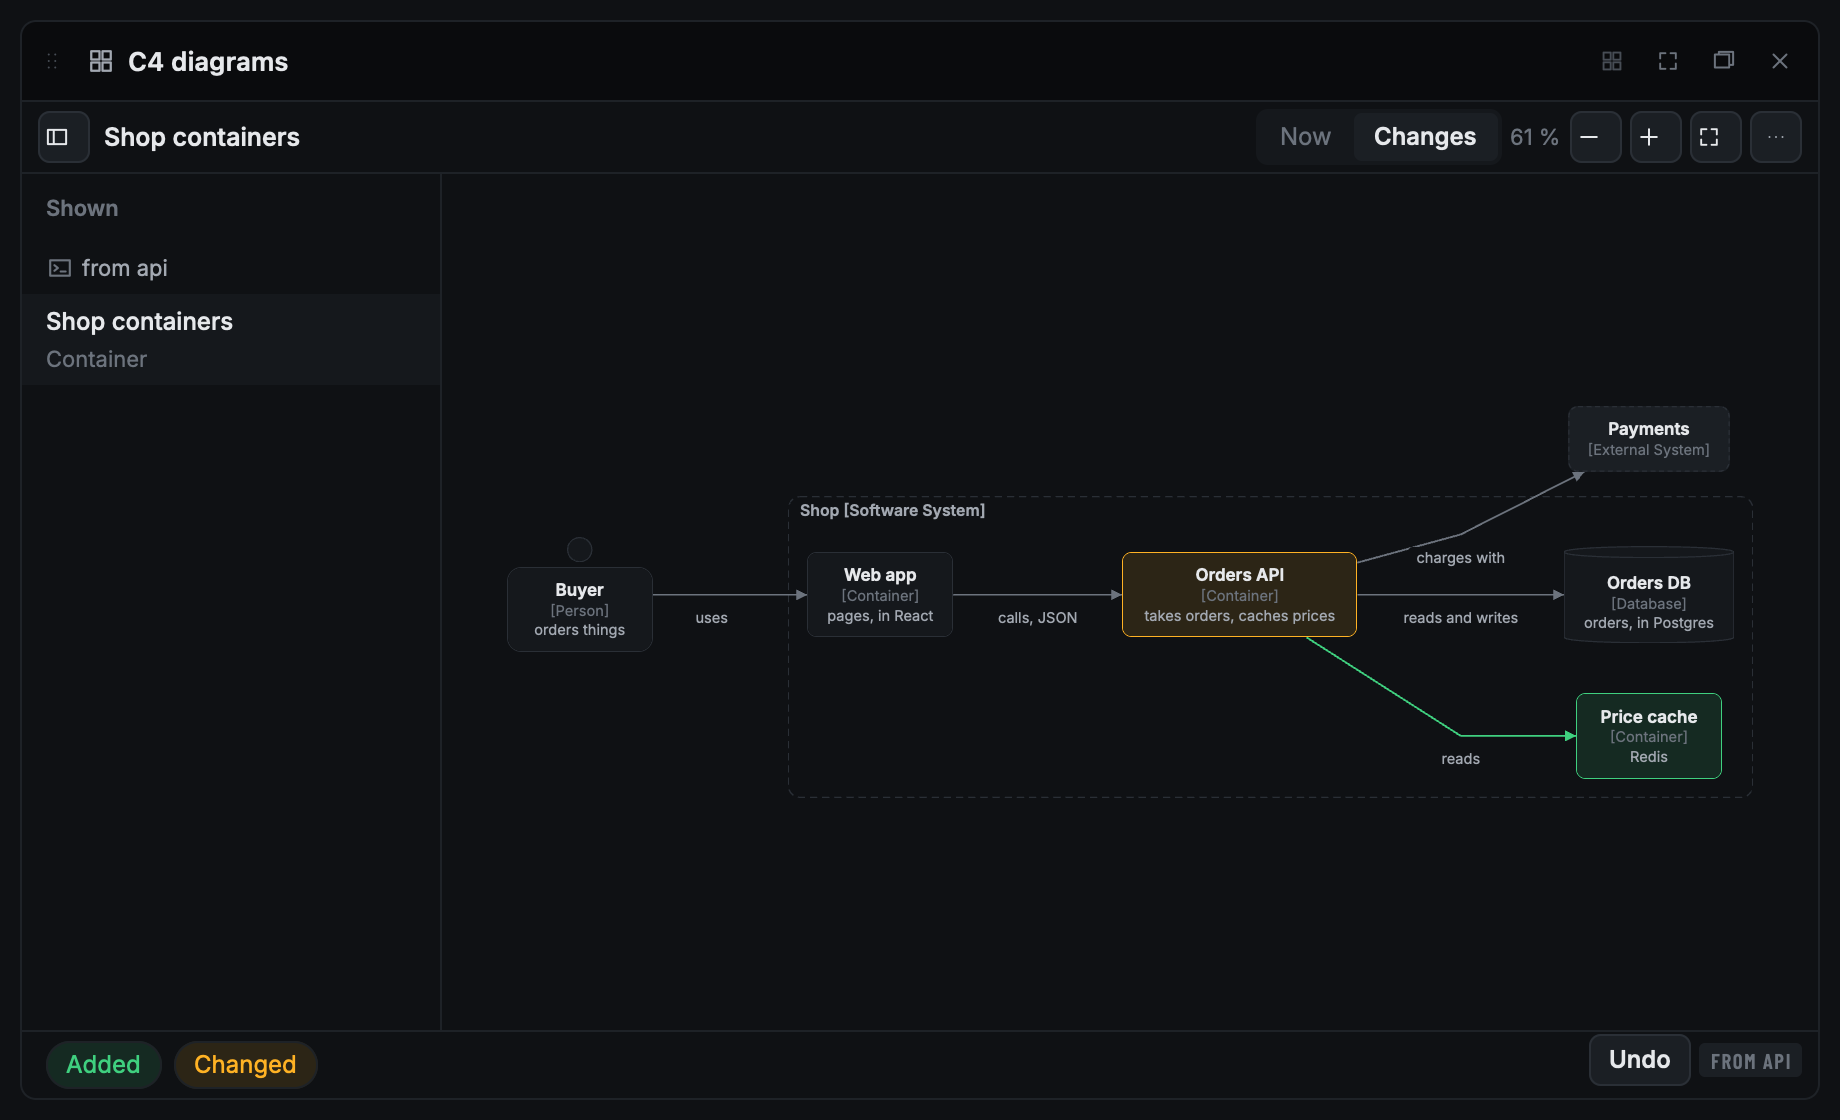 C4 diagrams
Shop containers
Now
Changes
61 %
Shown
from api
Shop containers
Container
Payments
[External System]
Shop [Software System]
Buyer
[Person]
orders things
uses
Web app
[Container]
pages, in React
calls, JSON
Orders API
[Container]
takes orders, caches prices
charges with
reads and writes
Orders DB
[Database]
orders, in Postgres
reads
Price cache
[Container]
Redis
Added
Changed
Undo
FROM API